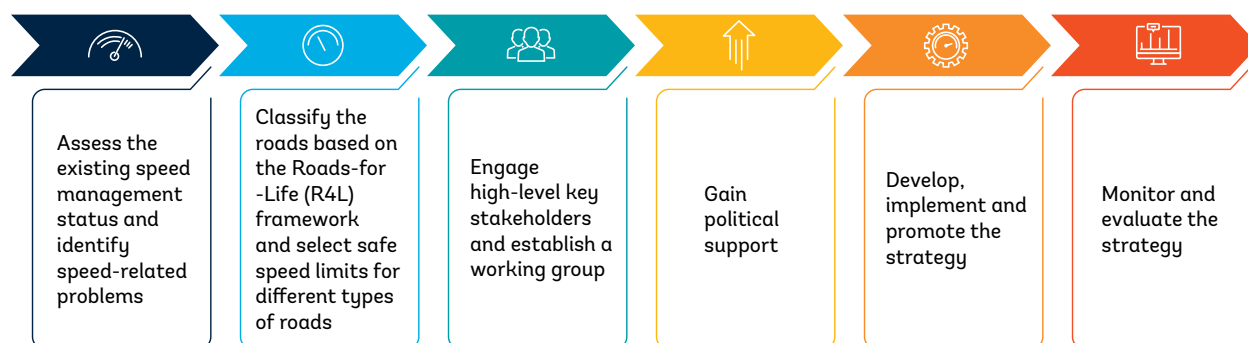 Assess the
existing speed
management
status and
identify
speed-related
problems
Classify the
roads based on
the Roads-for
-Life (R4L)
framework
and select safe
speed limits for
different types
of roads
Engage
high-level key
stakeholders
and establish a
working group
Gain
political
support
Develop,
implement and
promote the
strategy
Monitor and
evaluate the
strategy